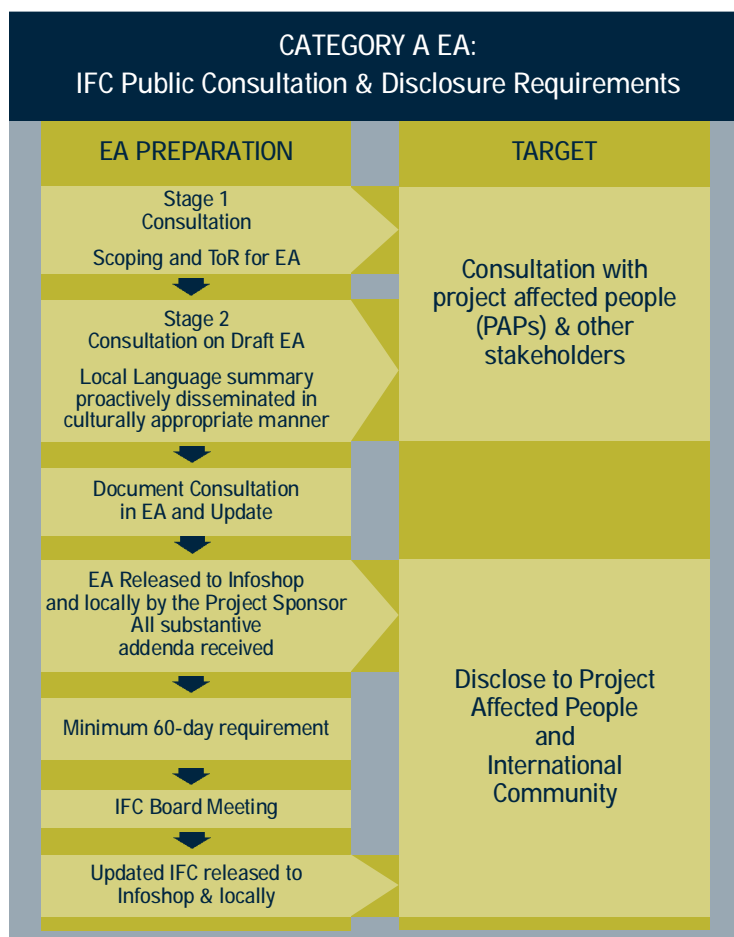 CATEGORY A EA:
IFC Public Consultation & Disclosure Requirements
EA PREPARATION
Stage 1
Consultation
Scoping and ToR for EA
Stage 2
Consultation on Draft EA
Local Language summary
proactively disseminated in
culturally appropriate manner
Document Consultation
in EA and Update
EA Released to Infoshop
and locally by the Project Sponsor
All substantive
addenda received
Minimum 60-day requirement
IFC Board Meeting
Updated IFC released to
Infoshop & locally
TARGET
Consultation with
project affected people
(PAPs) & other
stakeholders
Disclose to Project
Affected People
and
International
Community